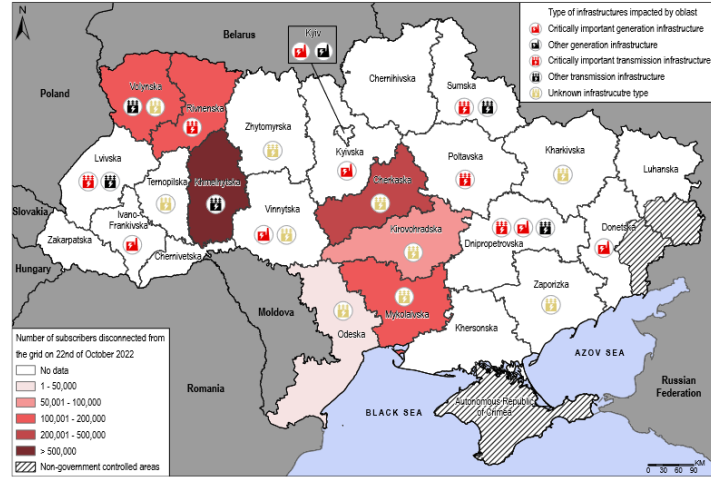 N
Belarus
Poland
Slovakia
Hungary
Moldova
Romania
Russian
Federation
BLACK SEA
AZOV SEA
Kyiv
Volynska
Rivnenska
Zhytomyrska
Chernihivska
Sumska
Lvivska
Ternopilska
Khmelnytska
Kyivska
Cherkaska
Poltavska
Kharkivska
Luhanska
Ivano-
Frankivska
Zakarpatska
Chernivetska
Vinnytska
Kirovohradska
Dnipropetrovska
Donetska
Zaporizka
Odeska
Mykolaivska
Khersonska
Autonomous Republic
of Crimea
Type of infrastructures impacted by oblast
Critically important generation infrastructure
Other generation infrastructure
Critically important transmission infrastructure
Other transmission infrastructure
Unknown infrastrucutre type
Number of subscribers disconnected from
the grid on 22nd of October 2022
No data
1 - 50,000
50,001 - 100,000
100,001 - 200,000
200,001 - 500,000
> 500,000
Non-government controlled areas
KM
0 30 60 90